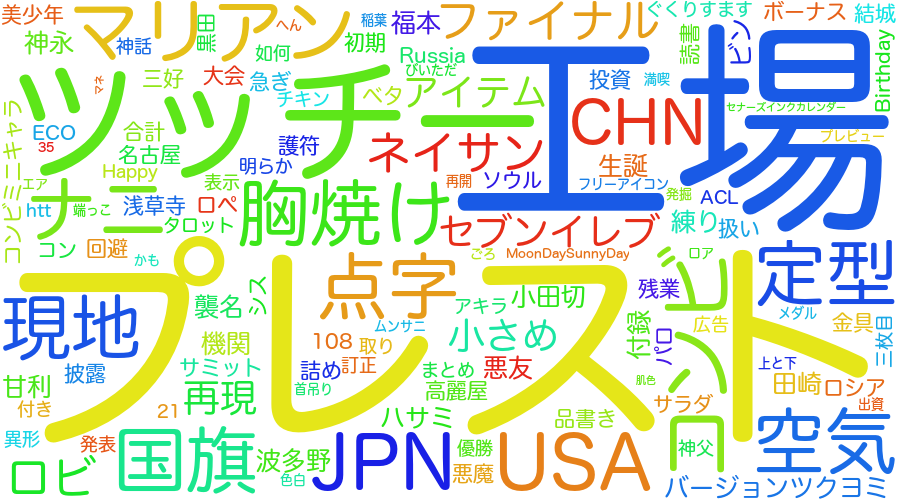 美少年
マリアン
神話
黒田
へん
稲葉
福本
ファイナル
ぐくりすます
ボーナス
結城
神永
如何
初期
Russia
びいただ
読書
ビン
Birthday
ツッチー
ネマ
三好
大会
急ぎ
チキン
ベタ
アイテム
投資
満喫
工場
セナーズインクカレンダー
プレビュー
コンビミニキャラ
ECO
35
合計
名古屋
Happy
護符
明らか
ネイサン
CHN
生誕
エア
htt
端っこ
ナニー
浅草寺
表示
ロペ
タロット
胸焼け
再開
ソウル
フリーアイコン
発掘
ACL
練り
扱い
コン
回避
かも
セブンイレブ
ごろ
MoonDaySunnyDay
ロア
定型
プレスト
現地
襲名
シス
点字
アキラ
小田切
残業
コンビ
メダル
ムンサニ
小さめ
付録
パロ
広告
金具
三枚目
機関
108
取り
披露
サミット
詰め
訂正
まとめ
悪友
上と下
甘利
付き
再現
首吊り
高麗屋
肌色
田崎
ロシア
出資
21
ハサミ
品書き
サラダ
異形
発表
国旗
波多野
色白
JPN
優勝
悪魔
USA
神父
ロ
空気
ロビ
バージョンツクヨミ